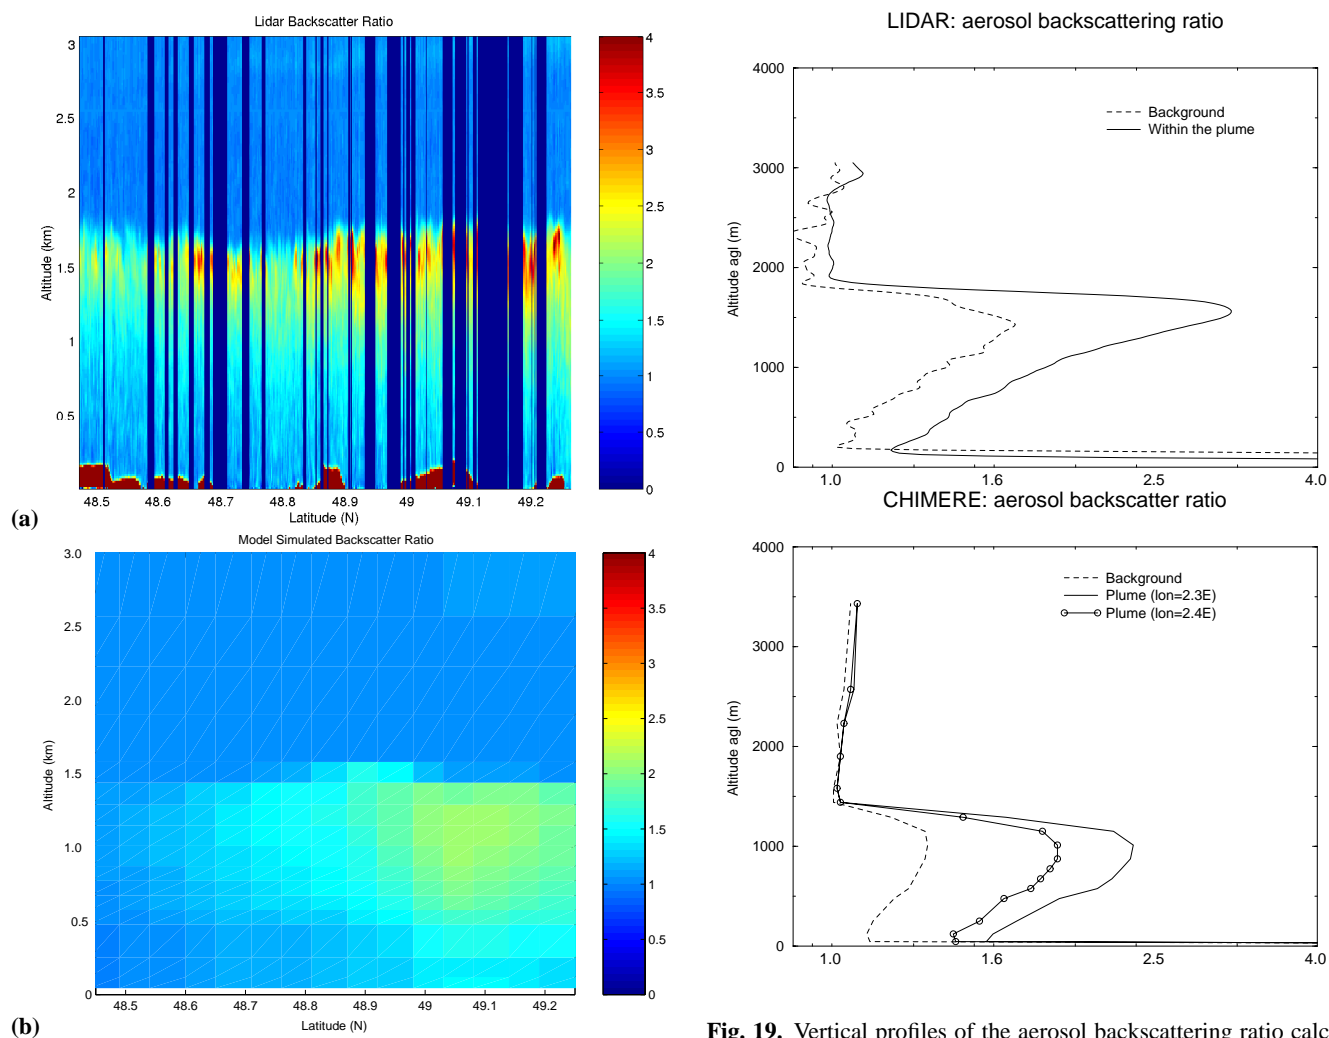 Lidar Backscatter Ratio
3
2.5
2
1.5
1
0.5
Altitude (km)
48.5 48.6 48.7 48.8 48.9 49 49.1 49.2
Latitude (N)
4
3.5
3
2.5
2
1.5
1
0.5
0
(a)
Model Simulated Backscatter Ratio
3.0
2.5
2.0
1.5
1.0
0.5
0
Altitude (km)
48.5 48.6 48.7 48.8 48.9 49 49.1 49.2
Latitude (N)
4
3.5
3
2.5
2
1.5
1
0.5
0
(b)
LIDAR: aerosol backscattering ratio
4000
3000
2000
1000
0
Altitude agl (m)
Background
Within the plume
1.0 1.6 2.5 4.0
CHIMERE: aerosol backscatter ratio
4000
3000
2000
1000
0
Altitude agl (m)
Background
Plume (lon=2.3E)
Plume (lon=2.4E)
1.0 1.6 2.5 4.0
Fig. 19. Vertical profiles of the aerosol backscattering ratio calc